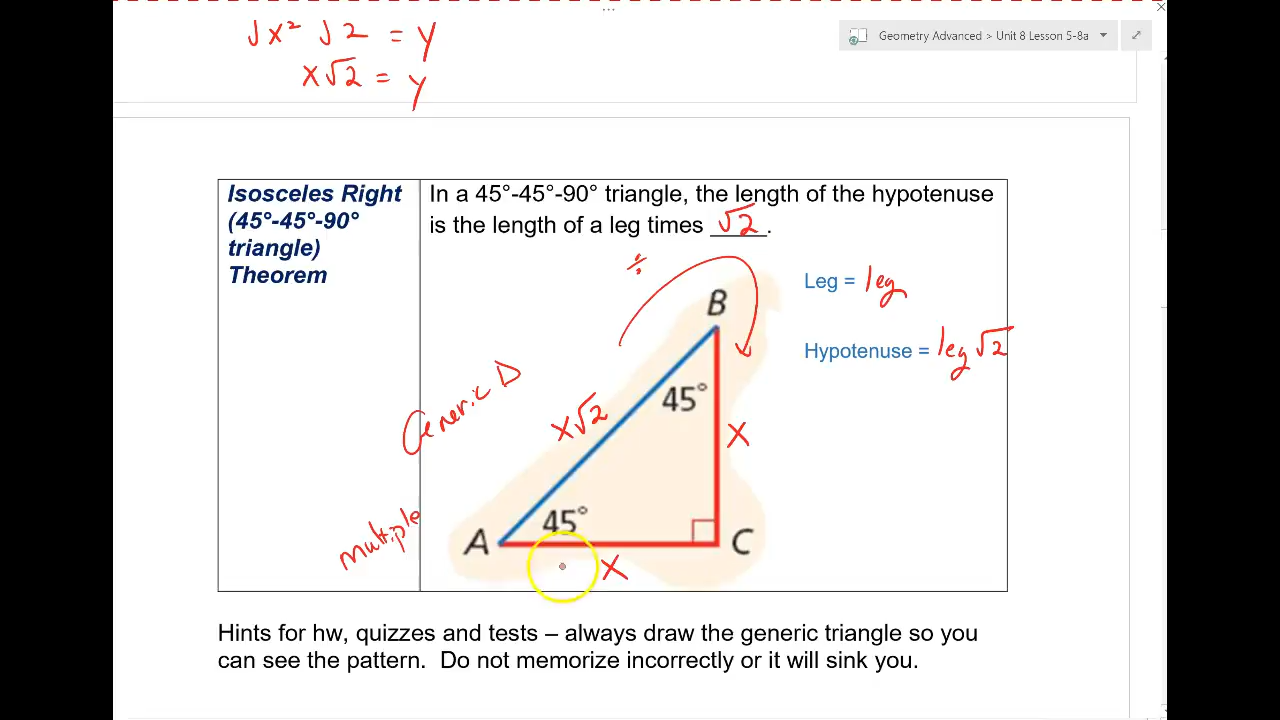 √x² √2 = y
x√2 = y
Geometry Advanced > Unit 8 Lesson 5-8a
Isosceles Right
(45°-45°-90°
triangle)
Theorem
In a 45°-45°-90° triangle, the length of the hypotenuse
is the length of a leg times √2.
÷
Leg = leg
Hypotenuse = leg √2
B
45°
Generic Δ
x√2
x
45°
A
C
x
multiple
Hints for hw, quizzes and tests – always draw the generic triangle so you
can see the pattern. Do not memorize incorrectly or it will sink you.